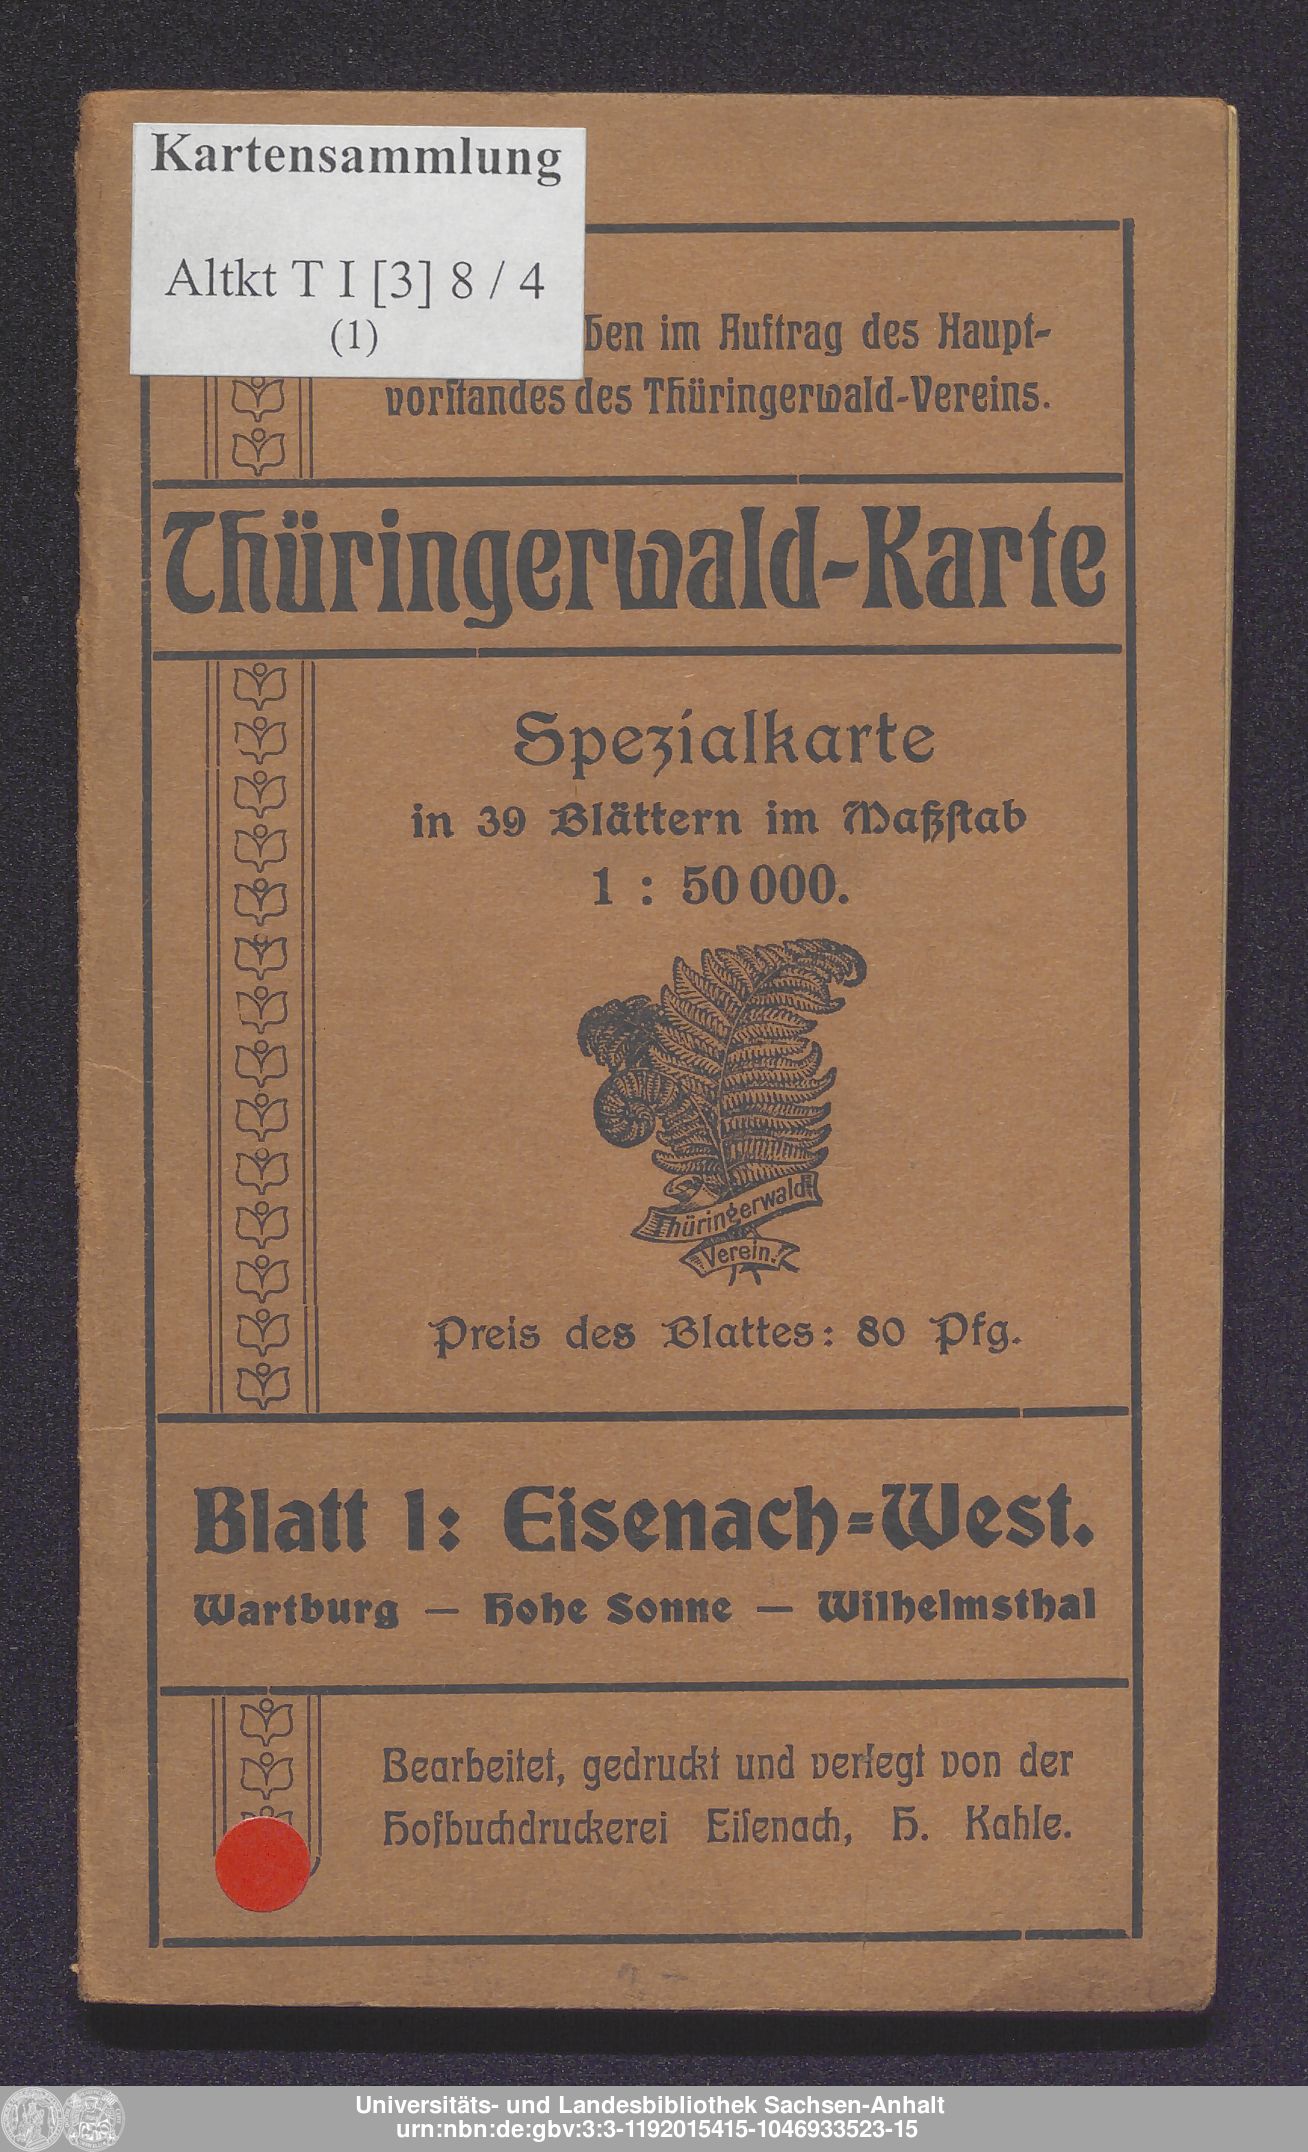 Kartensammlung
Altkt T I [3] 8 / 4
(1)
im Auftrag des Haupt-
vorstandes des Thüringerwald-Vereins.
Thüringerwald-Karte
Spezialkarte
in 39 Blättern im Maßstab
1 : 50 000.
Thüringerwald-
Verein.
Preis des Blattes: 80 Pfg.
Blatt 1: Eisenach=West.
Wartburg — Hohe Sonne — Wilhelmsthal
Bearbeitet, gedruckt und verlegt von der
Hofbuchdruckerei Eisenach, H. Kahle.
Universitäts- und Landesbibliothek Sachsen-Anhalt
urn:nbn:de:gbv:3:3-1192015415-1046933523-15